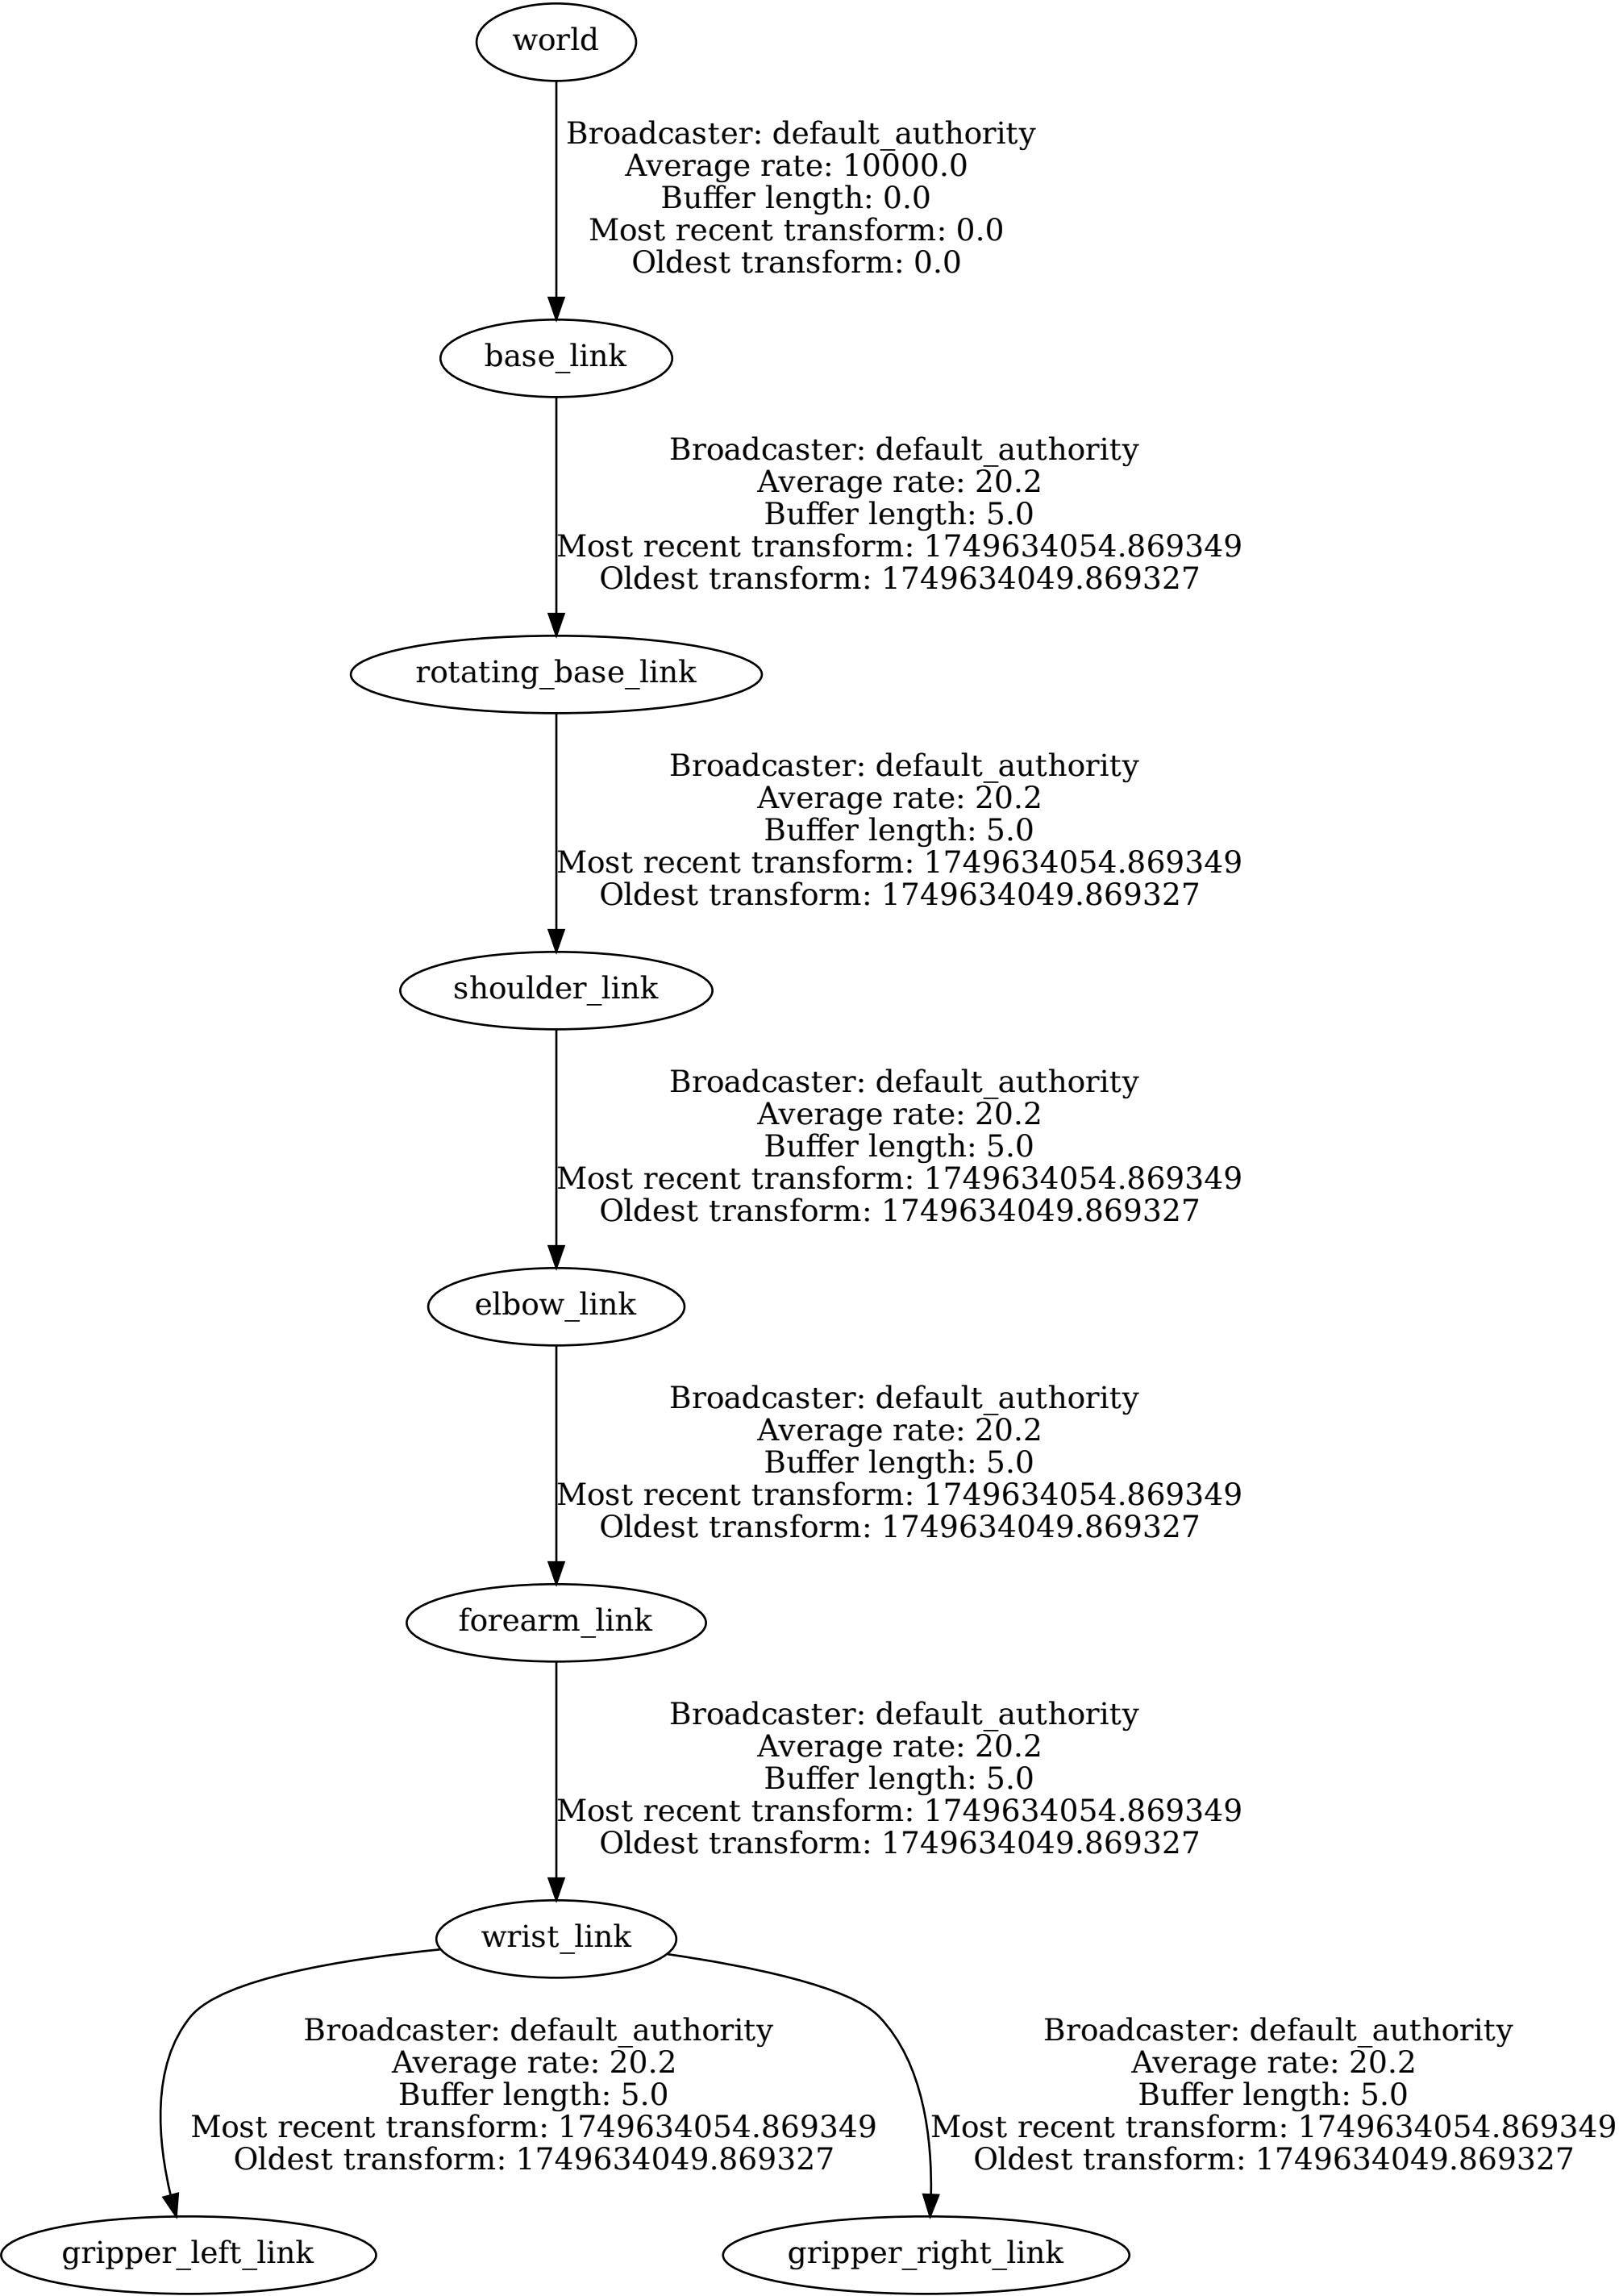 world
Broadcaster: default_authority
Average rate: 10000.0
Buffer length: 0.0
Most recent transform: 0.0
Oldest transform: 0.0
base_link
Broadcaster: default_authority
Average rate: 20.2
Buffer length: 5.0
Most recent transform: 1749634054.869349
Oldest transform: 1749634049.869327
rotating_base_link
Broadcaster: default_authority
Average rate: 20.2
Buffer length: 5.0
Most recent transform: 1749634054.869349
Oldest transform: 1749634049.869327
shoulder_link
Broadcaster: default_authority
Average rate: 20.2
Buffer length: 5.0
Most recent transform: 1749634054.869349
Oldest transform: 1749634049.869327
elbow_link
Broadcaster: default_authority
Average rate: 20.2
Buffer length: 5.0
Most recent transform: 1749634054.869349
Oldest transform: 1749634049.869327
forearm_link
Broadcaster: default_authority
Average rate: 20.2
Buffer length: 5.0
Most recent transform: 1749634054.869349
Oldest transform: 1749634049.869327
wrist_link
Broadcaster: default_authority
Average rate: 20.2
Buffer length: 5.0
Most recent transform: 1749634054.869349
Oldest transform: 1749634049.869327
Broadcaster: default_authority
Average rate: 20.2
Buffer length: 5.0
Most recent transform: 1749634054.869349
Oldest transform: 1749634049.869327
gripper_left_link
gripper_right_link